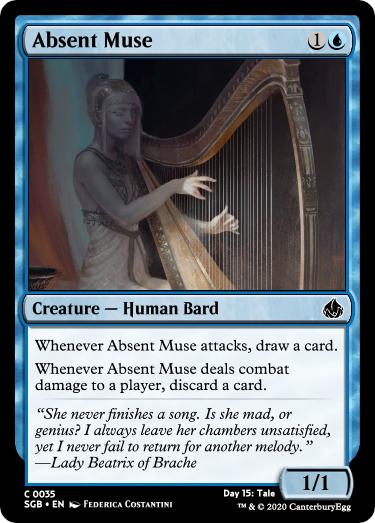 Absent Muse 1
Creature — Human Bard
Whenever Absent Muse attacks, draw a card.
Whenever Absent Muse deals combat
damage to a player, discard a card.
“She never finishes a song. Is she mad, or
genius? I always leave her chambers unsatisfied,
yet I never fail to return for another melody.”
—Lady Beatrix of Brache
1/1
C 0035 Day 15: Tale
SGB • EN Federica Costantini ™ & © 2020 CanterburyEgg